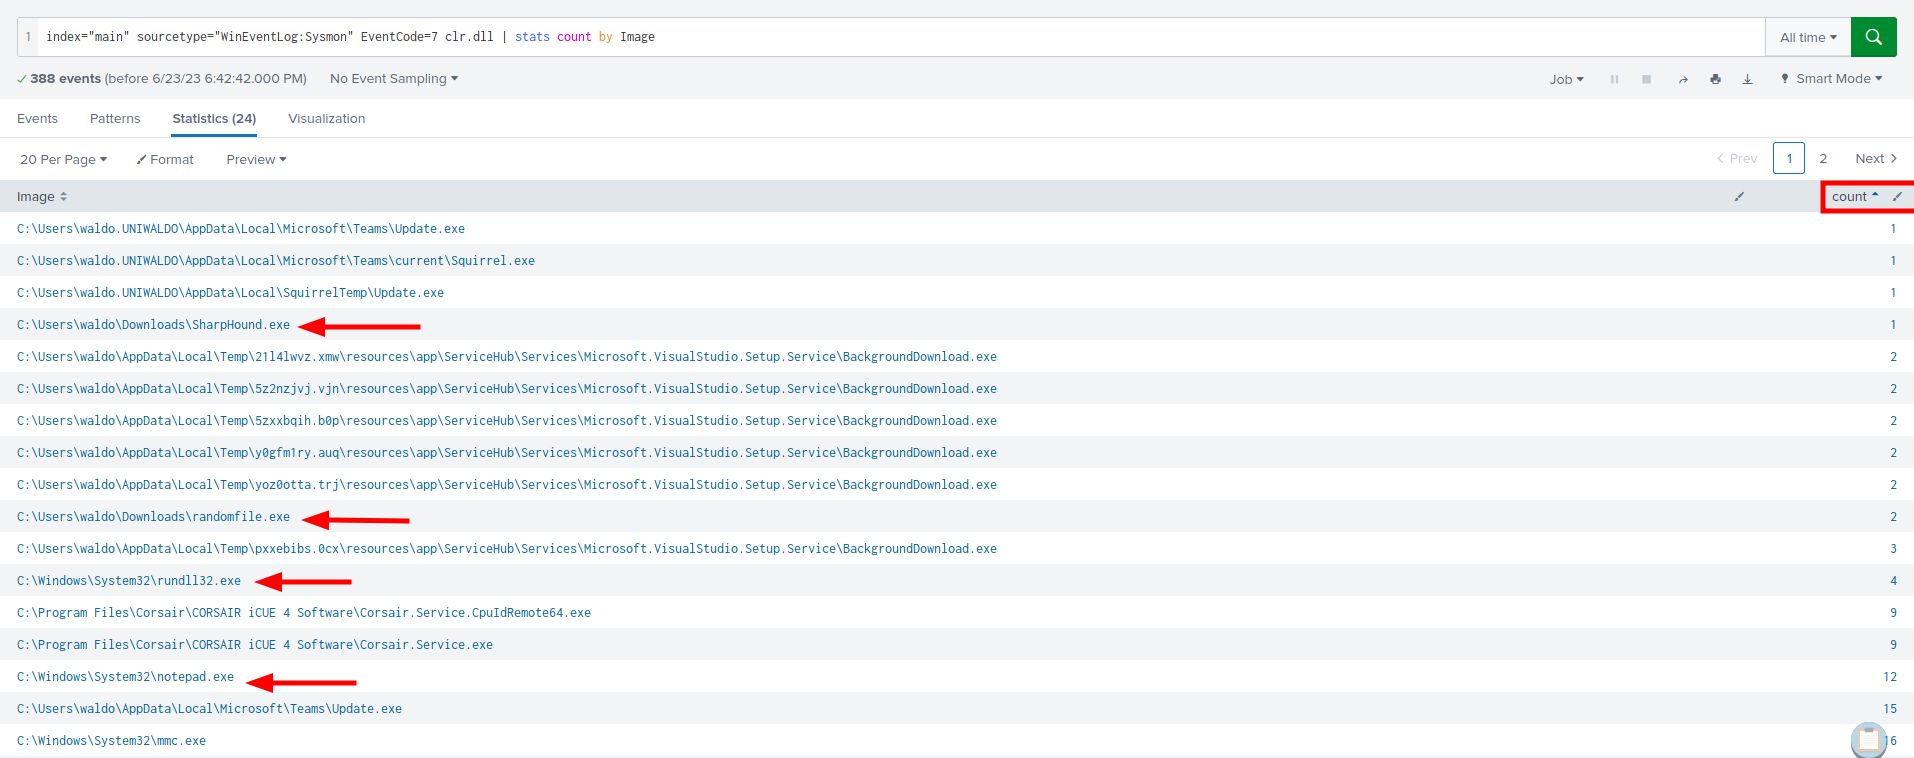 1 index="main" sourcetype="WinEventLog:Sysmon" EventCode=7 clr.dll | stats count by Image
All time
388 events (before 6/23/23 6:42:42.000 PM) No Event Sampling
Job Smart Mode
Events Patterns Statistics (24) Visualization
20 Per Page Format Preview
Prev 1 2 Next
Image count
C:\Users\waldo.UNIWALDO\AppData\Local\Microsoft\Teams\Update.exe 1
C:\Users\waldo.UNIWALDO\AppData\Local\Microsoft\Teams\current\Squirrel.exe 1
C:\Users\waldo.UNIWALDO\AppData\Local\SquirrelTemp\Update.exe 1
C:\Users\waldo\Downloads\SharpHound.exe 1
C:\Users\waldo\AppData\Local\Temp\21l4lwvz.xmw\resources\app\ServiceHub\Services\Microsoft.VisualStudio.Setup.Service\BackgroundDownload.exe 2
C:\Users\waldo\AppData\Local\Temp\5z2nzjvj.vjn\resources\app\ServiceHub\Services\Microsoft.VisualStudio.Setup.Service\BackgroundDownload.exe 2
C:\Users\waldo\AppData\Local\Temp\5zxxbqih.b0p\resources\app\ServiceHub\Services\Microsoft.VisualStudio.Setup.Service\BackgroundDownload.exe 2
C:\Users\waldo\AppData\Local\Temp\y0gfm1ry.auq\resources\app\ServiceHub\Services\Microsoft.VisualStudio.Setup.Service\BackgroundDownload.exe 2
C:\Users\waldo\AppData\Local\Temp\yoz0otta.trj\resources\app\ServiceHub\Services\Microsoft.VisualStudio.Setup.Service\BackgroundDownload.exe 2
C:\Users\waldo\Downloads\randomfile.exe 2
C:\Users\waldo\AppData\Local\Temp\pxxebibs.0cx\resources\app\ServiceHub\Services\Microsoft.VisualStudio.Setup.Service\BackgroundDownload.exe 3
C:\Windows\System32\rundll32.exe 4
C:\Program Files\Corsair\CORSAIR iCUE 4 Software\Corsair.Service.CpuIdRemote64.exe 9
C:\Program Files\Corsair\CORSAIR iCUE 4 Software\Corsair.Service.exe 9
C:\Windows\System32\notepad.exe 12
C:\Users\waldo\AppData\Local\Microsoft\Teams\Update.exe 15
C:\Windows\System32\mmc.exe 16